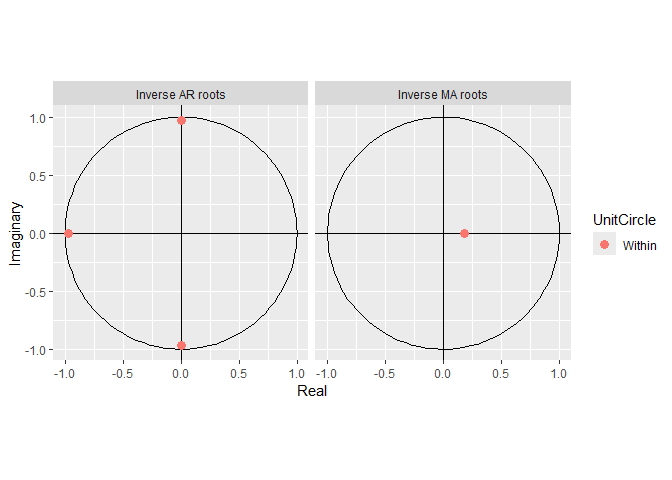 Inverse AR roots
Inverse MA roots
1.0
0.5
0.0
-0.5
-1.0
Imaginary
-1.0 -0.5 0.0 0.5 1.0
-1.0 -0.5 0.0 0.5 1.0
Real
UnitCircle
Within